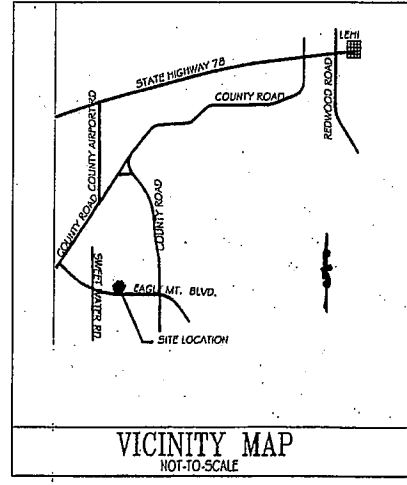 LEHI
STATE HIGHWAY 78
COUNTY ROAD
REDWOOD ROAD
COUNTY AIRPORT RD
COUNTY ROAD
COUNTY ROAD
SWEET WATER RD.
EAGLE MT. BLVD.
SITE LOCATION
VICINITY MAP
NOT-TO-SCALE